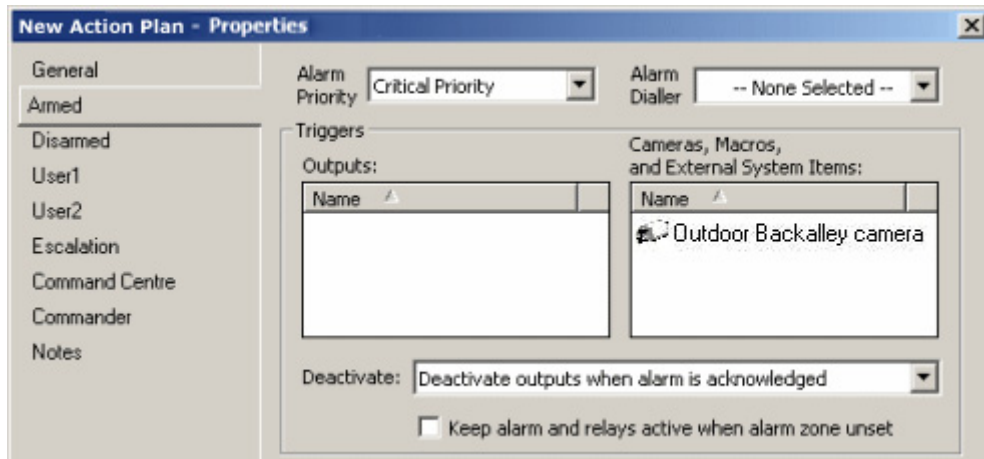 New Action Plan - Properties
General
Armed
Disarmed
User1
User2
Escalation
Command Centre
Commander
Notes
Alarm
Priority
Critical Priority
Alarm
Dialler
-- None Selected --
Triggers
Outputs:
Name
Cameras, Macros,
and External System Items:
Name
Outdoor Backalley camera
Deactivate:
Deactivate outputs when alarm is acknowledged
Keep alarm and relays active when alarm zone unset